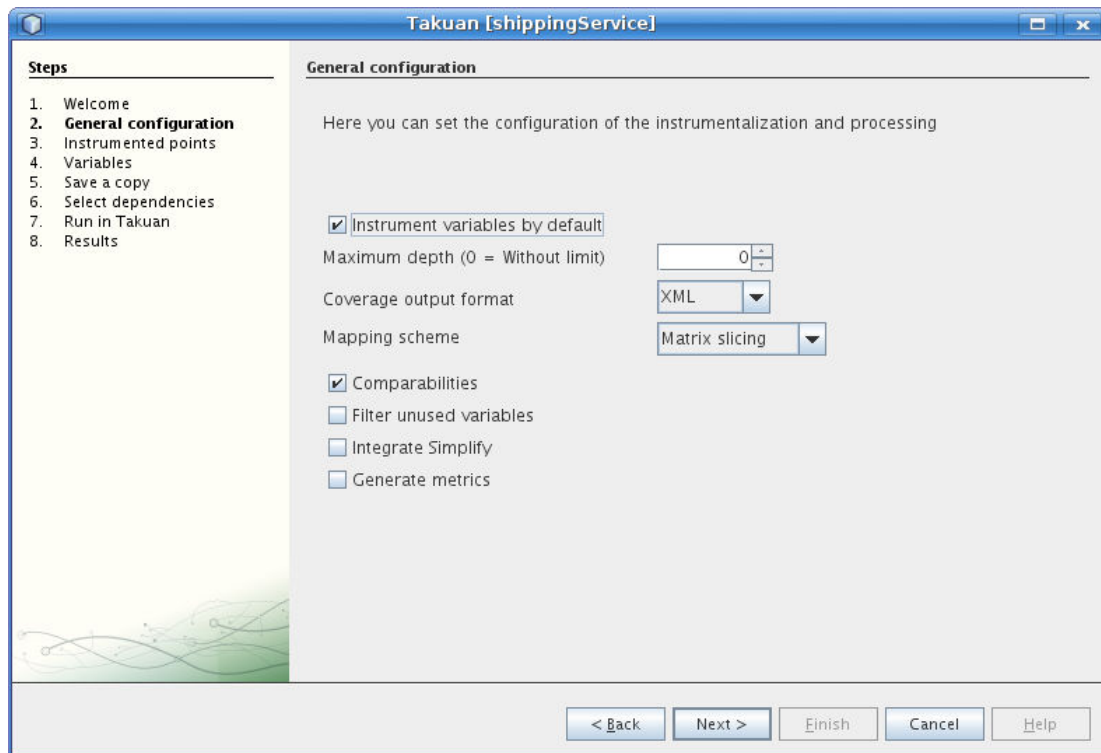 Takuan [shippingService]
Steps
1. Welcome
2. General configuration
3. Instrumented points
4. Variables
5. Save a copy
6. Select dependencies
7. Run in Takuan
8. Results
General configuration
Here you can set the configuration of the instrumentalization and processing
Instrument variables by default
Maximum depth (0 = Without limit) 0
Coverage output format XML
Mapping scheme Matrix slicing
Comparabilities
Filter unused variables
Integrate Simplify
Generate metrics
< Back Next > Finish Cancel Help